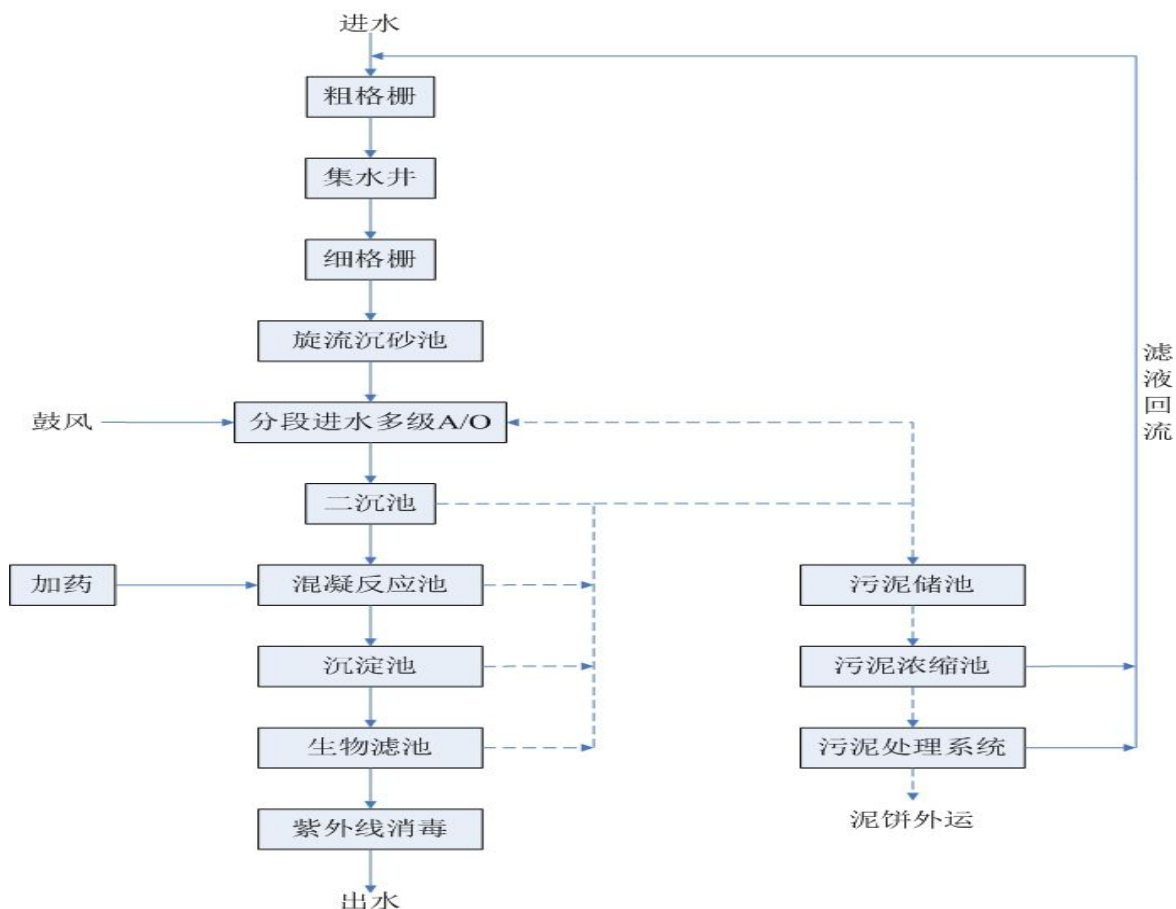 进水
粗格栅
集水井
细格栅
旋流沉砂池
鼓风
分段进水多级A/O
二沉池
加药
混凝反应池
沉淀池
生物滤池
紫外线消毒
出水
污泥储池
污泥浓缩池
污泥处理系统
泥饼外运
滤液回流